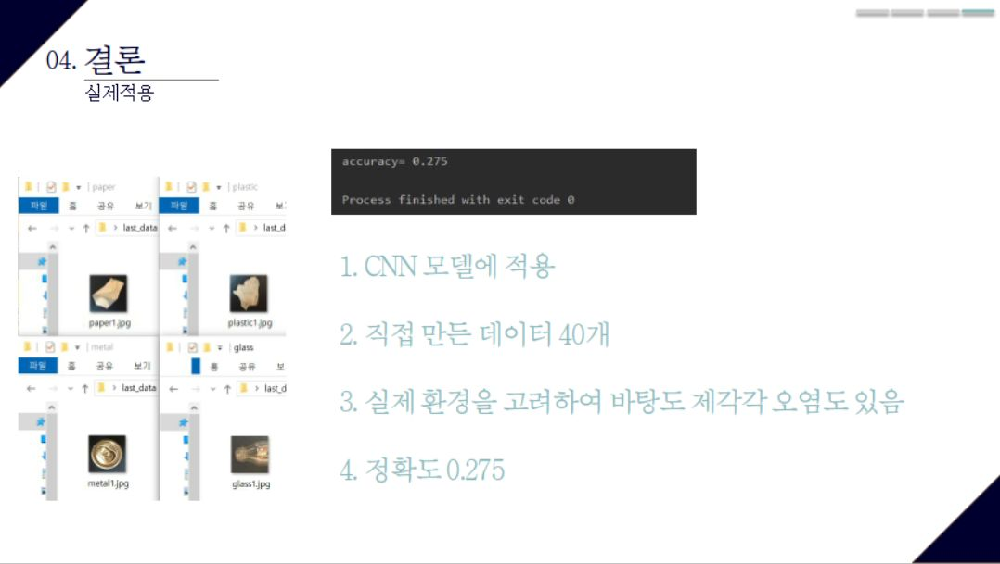 04. 결론
실제적용
paper
파일 홈 공유 보기
last_data
paper1.jpg
plastic
파일 홈 공유 보
last_d
plastic1.jpg
metal
파일 홈 공유 보기
last_data
metal1.jpg
glass
홈 공유 보
last_d
glass1.jpg
accuracy= 0.275
Process finished with exit code 0
1. CNN 모델에 적용
2. 직접 만든 데이터 40개
3. 실제 환경을 고려하여 바탕도 제각각 오염도 있음
4. 정확도 0.275